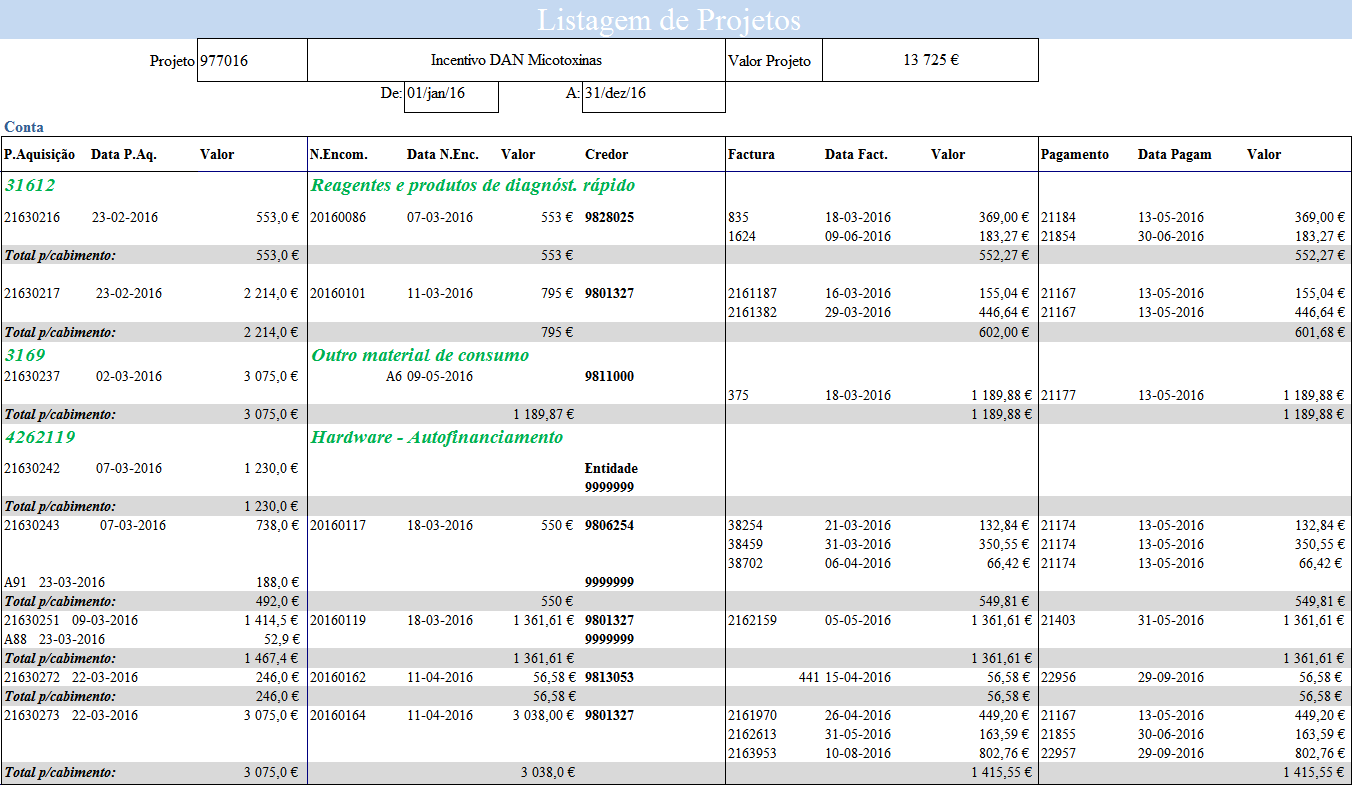 Listagem de Projetos
Projeto 977016 Incentivo DAN Micotoxinas Valor Projeto 13 725 €
De: 01/jan/16 A: 31/dez/16
Conta
P.Aquisição Data P.Aq. Valor N.Encom. Data N.Enc. Valor Credor Factura Data Fact. Valor Pagamento Data Pagam Valor
31612 Reagentes e produtos de diagnóst. rápido
21630216 23-02-2016 553,0 € 20160086 07-03-2016 553 € 9828025 835 18-03-2016 369,00 € 21184 13-05-2016 369,00 €
1624 09-06-2016 183,27 € 21854 30-06-2016 183,27 €
Total p/cabimento: 553,0 € 553 € 552,27 € 552,27 €
21630217 23-02-2016 2 214,0 € 20160101 11-03-2016 795 € 9801327 2161187 16-03-2016 155,04 € 21167 13-05-2016 155,04 €
2161382 29-03-2016 446,64 € 21167 13-05-2016 446,64 €
Total p/cabimento: 2 214,0 € 795 € 602,00 € 601,68 €
3169 Outro material de consumo
21630237 02-03-2016 3 075,0 € A6 09-05-2016 9811000
375 18-03-2016 1 189,88 € 21177 13-05-2016 1 189,88 €
Total p/cabimento: 3 075,0 € 1 189,87 € 1 189,88 € 1 189,88 €
4262119 Hardware - Autofinanciamento
21630242 07-03-2016 1 230,0 € Entidade
9999999
Total p/cabimento: 1 230,0 €
21630243 07-03-2016 738,0 € 20160117 18-03-2016 550 € 9806254 38254 21-03-2016 132,84 € 21174 13-05-2016 132,84 €
38459 31-03-2016 350,55 € 21174 13-05-2016 350,55 €
38702 06-04-2016 66,42 € 21174 13-05-2016 66,42 €
A91 23-03-2016 188,0 € 9999999
Total p/cabimento: 492,0 € 550 € 549,81 € 549,81 €
21630251 09-03-2016 1 414,5 € 20160119 18-03-2016 1 361,61 € 9801327 2162159 05-05-2016 1 361,61 € 21403 31-05-2016 1 361,61 €
A88 23-03-2016 52,9 € 9999999
Total p/cabimento: 1 467,4 € 1 361,61 € 1 361,61 € 1 361,61 €
21630272 22-03-2016 246,0 € 20160162 11-04-2016 56,58 € 9813053 441 15-04-2016 56,58 € 22956 29-09-2016 56,58 €
Total p/cabimento: 246,0 € 56,58 € 56,58 € 56,58 €
21630273 22-03-2016 3 075,0 € 20160164 11-04-2016 3 038,00 € 9801327 2161970 26-04-2016 449,20 € 21167 13-05-2016 449,20 €
2162613 31-05-2016 163,59 € 21855 30-06-2016 163,59 €
2163953 10-08-2016 802,76 € 22957 29-09-2016 802,76 €
Total p/cabimento: 3 075,0 € 3 038,0 € 1 415,55 € 1 415,55 €